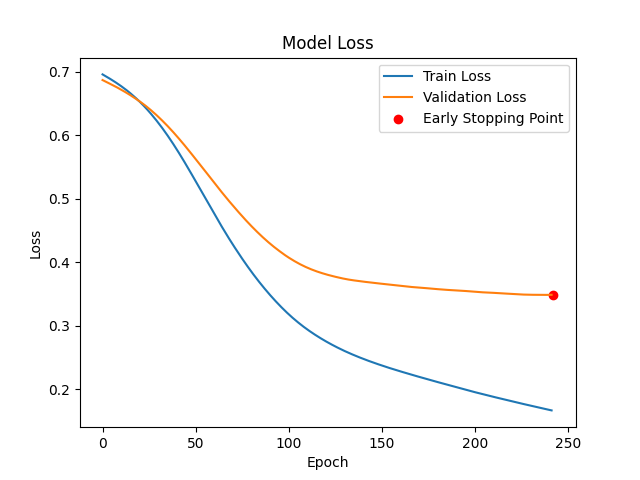 Model Loss
Train Loss
Validation Loss
Early Stopping Point
Loss
0.7
0.6
0.5
0.4
0.3
0.2
0 50 100 150 200 250
Epoch